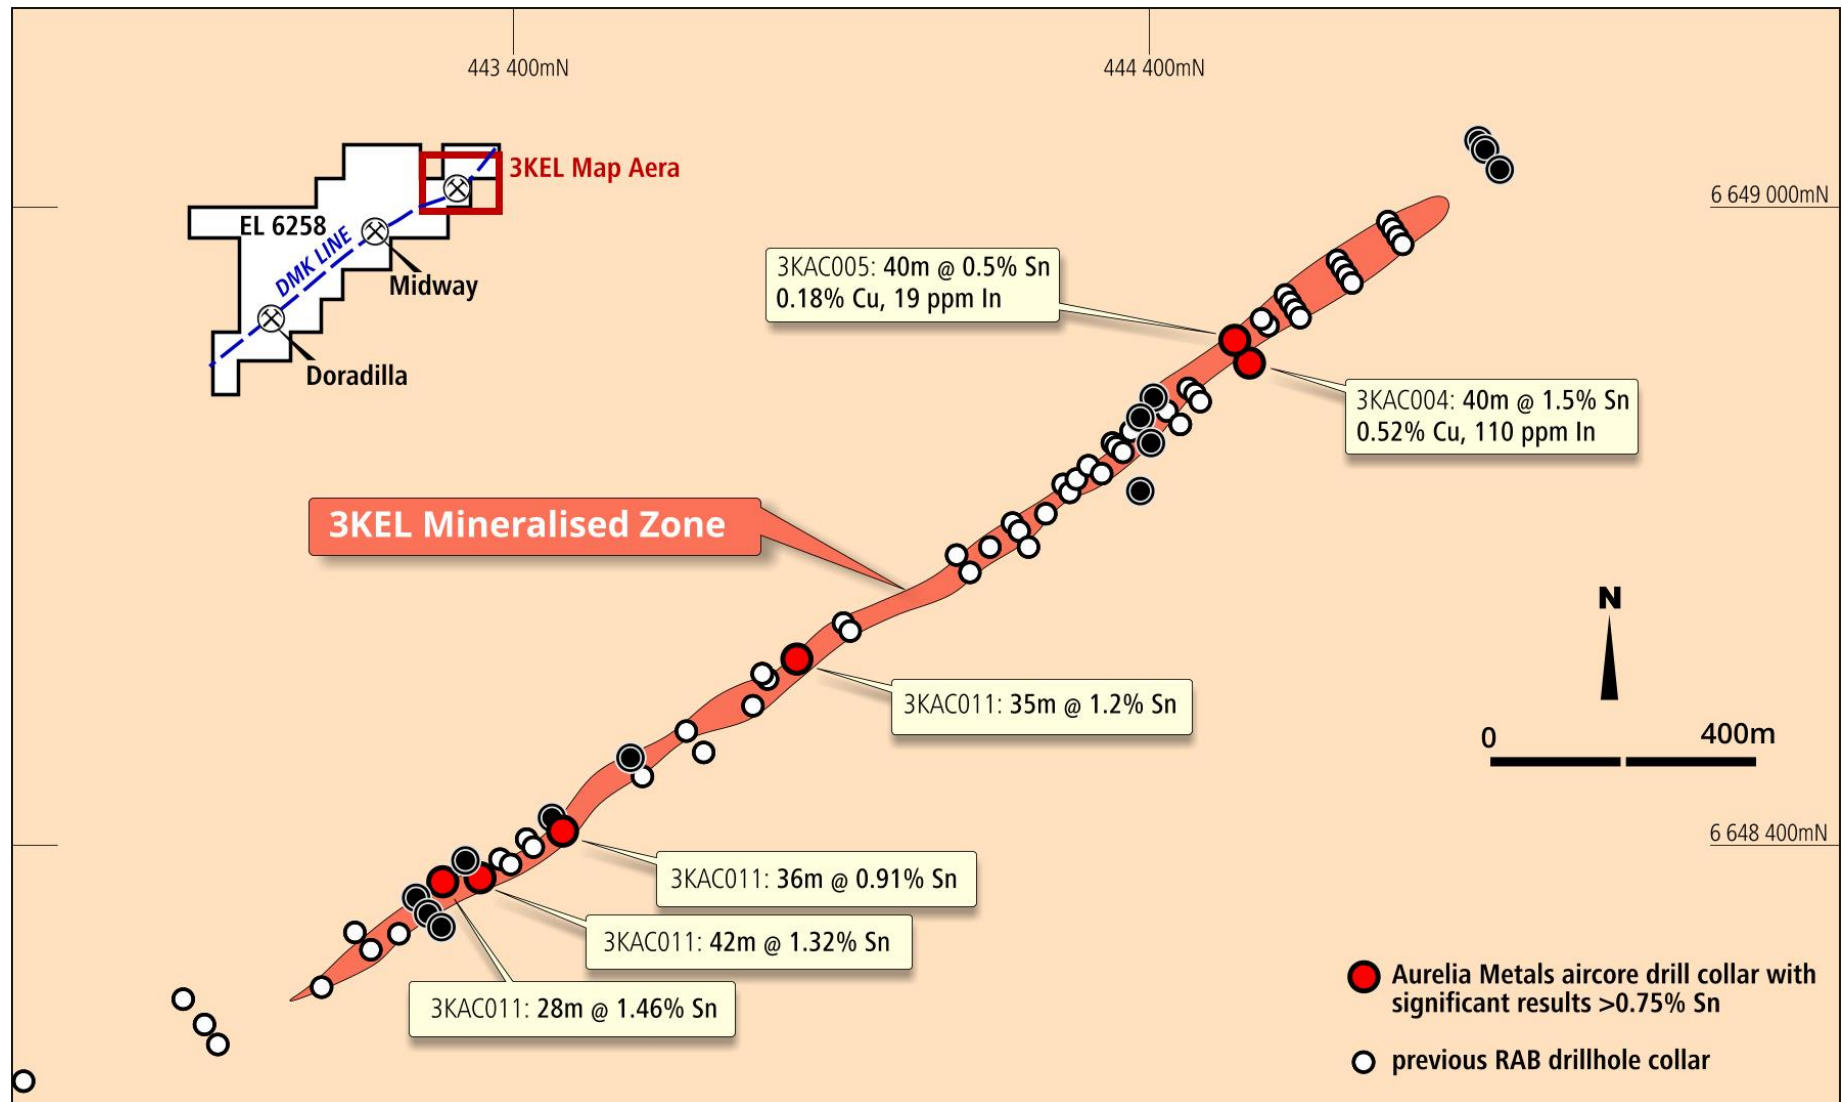 443 400mN
444 400mN
3KEL Map Aera
6 649 000mN
EL 6258
DMK LINE
Midway
Doradilla
3KAC005: 40m @ 0.5% Sn
0.18% Cu, 19 ppm In
3KAC004: 40m @ 1.5% Sn
0.52% Cu, 110 ppm In
3KEL Mineralised Zone
N
3KAC011: 35m @ 1.2% Sn
0
400m
6 648 400mN
3KAC011: 36m @ 0.91% Sn
3KAC011: 42m @ 1.32% Sn
3KAC011: 28m @ 1.46% Sn
Aurelia Metals aircore drill collar with
significant results >0.75% Sn
previous RAB drillhole collar